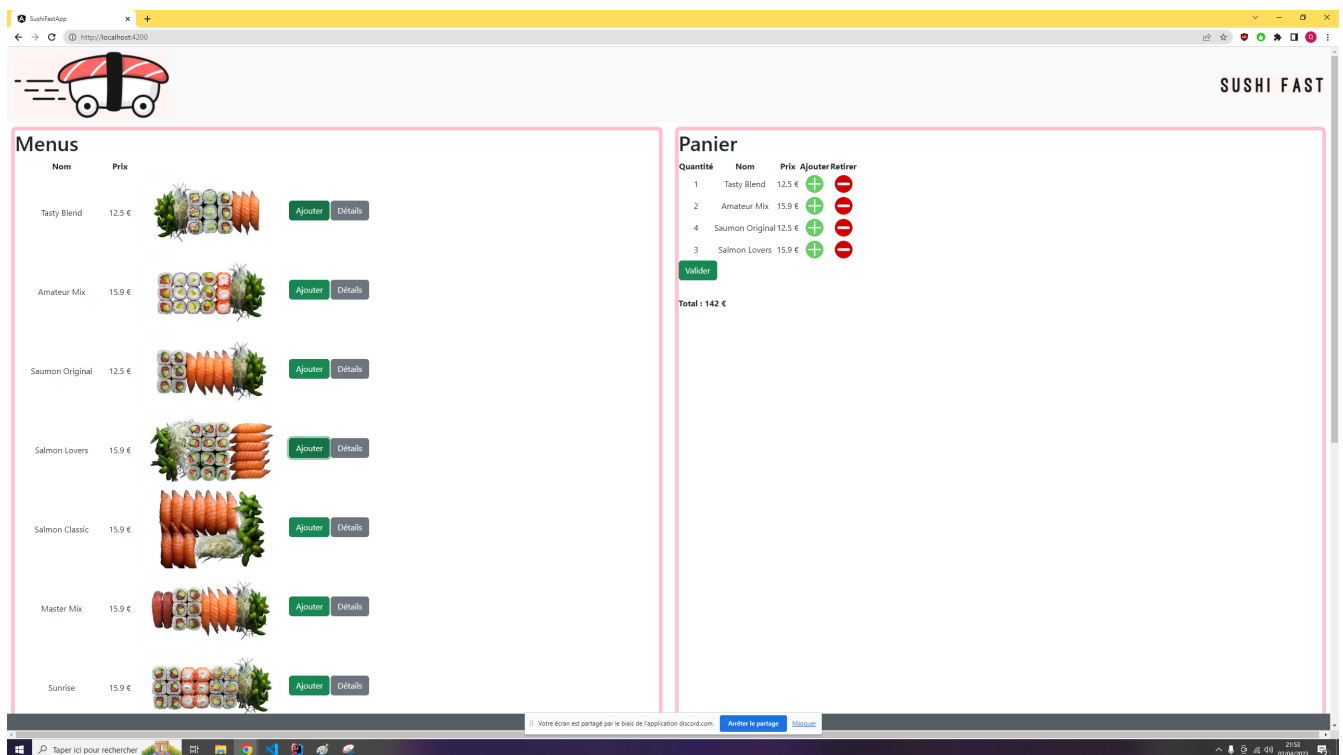 SushiFastApp
http://localhost:4200
SUSHI FAST
Menus
Nom Prix
Tasty Blend 12.5 € Ajouter Détails
Amateur Mix 15.9 € Ajouter Détails
Saumon Original 12.5 € Ajouter Détails
Salmon Lovers 15.9 € Ajouter Détails
Salmon Classic 15.9 € Ajouter Détails
Master Mix 15.9 € Ajouter Détails
Sunrise 15.9 € Ajouter Détails
Panier
Quantité Nom Prix Ajouter Retirer
1 Tasty Blend 12.5 €
2 Amateur Mix 15.9 €
4 Saumon Original 12.5 €
3 Salmon Lovers 15.9 €
Valider
Total : 142 €
Votre écran est partagé par le biais de l'application discord.com. Arrêter le partage Masquer
Taper ici pour rechercher
21:53
02/04/2023